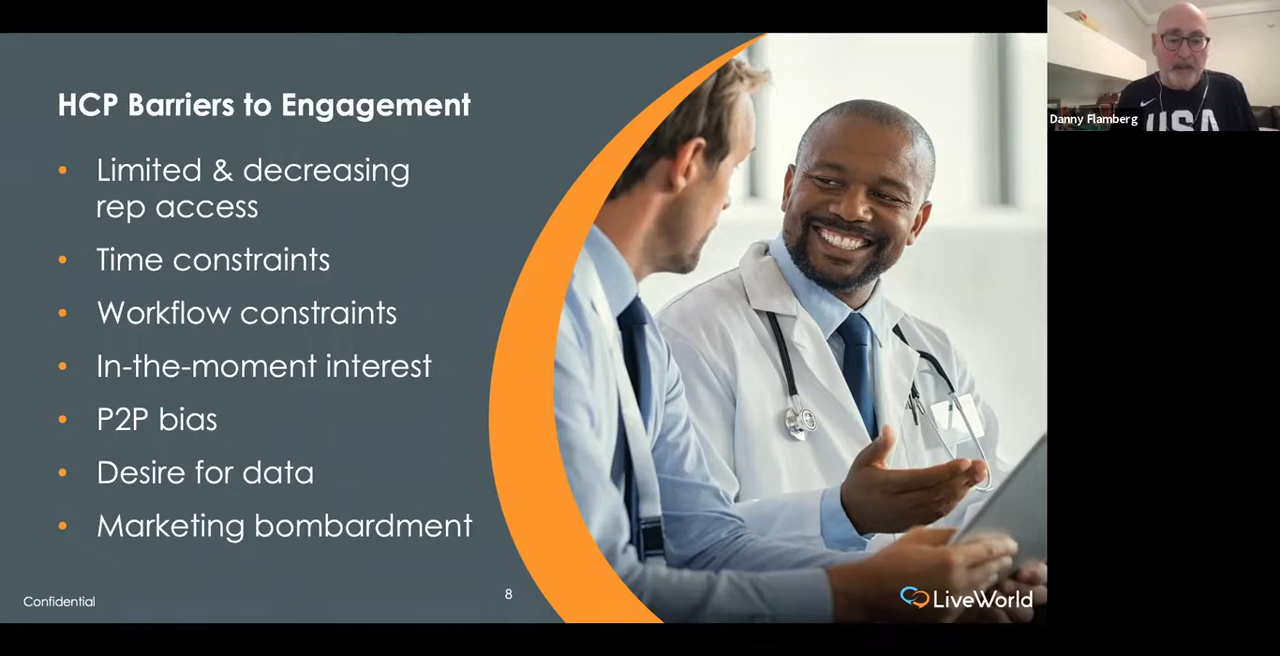 HCP Barriers to Engagement
• Limited & decreasing
rep access
• Time constraints
• Workflow constraints
• In-the-moment interest
• P2P bias
• Desire for data
• Marketing bombardment
Confidential
8
LiveWorld
Danny Flamberg
USA